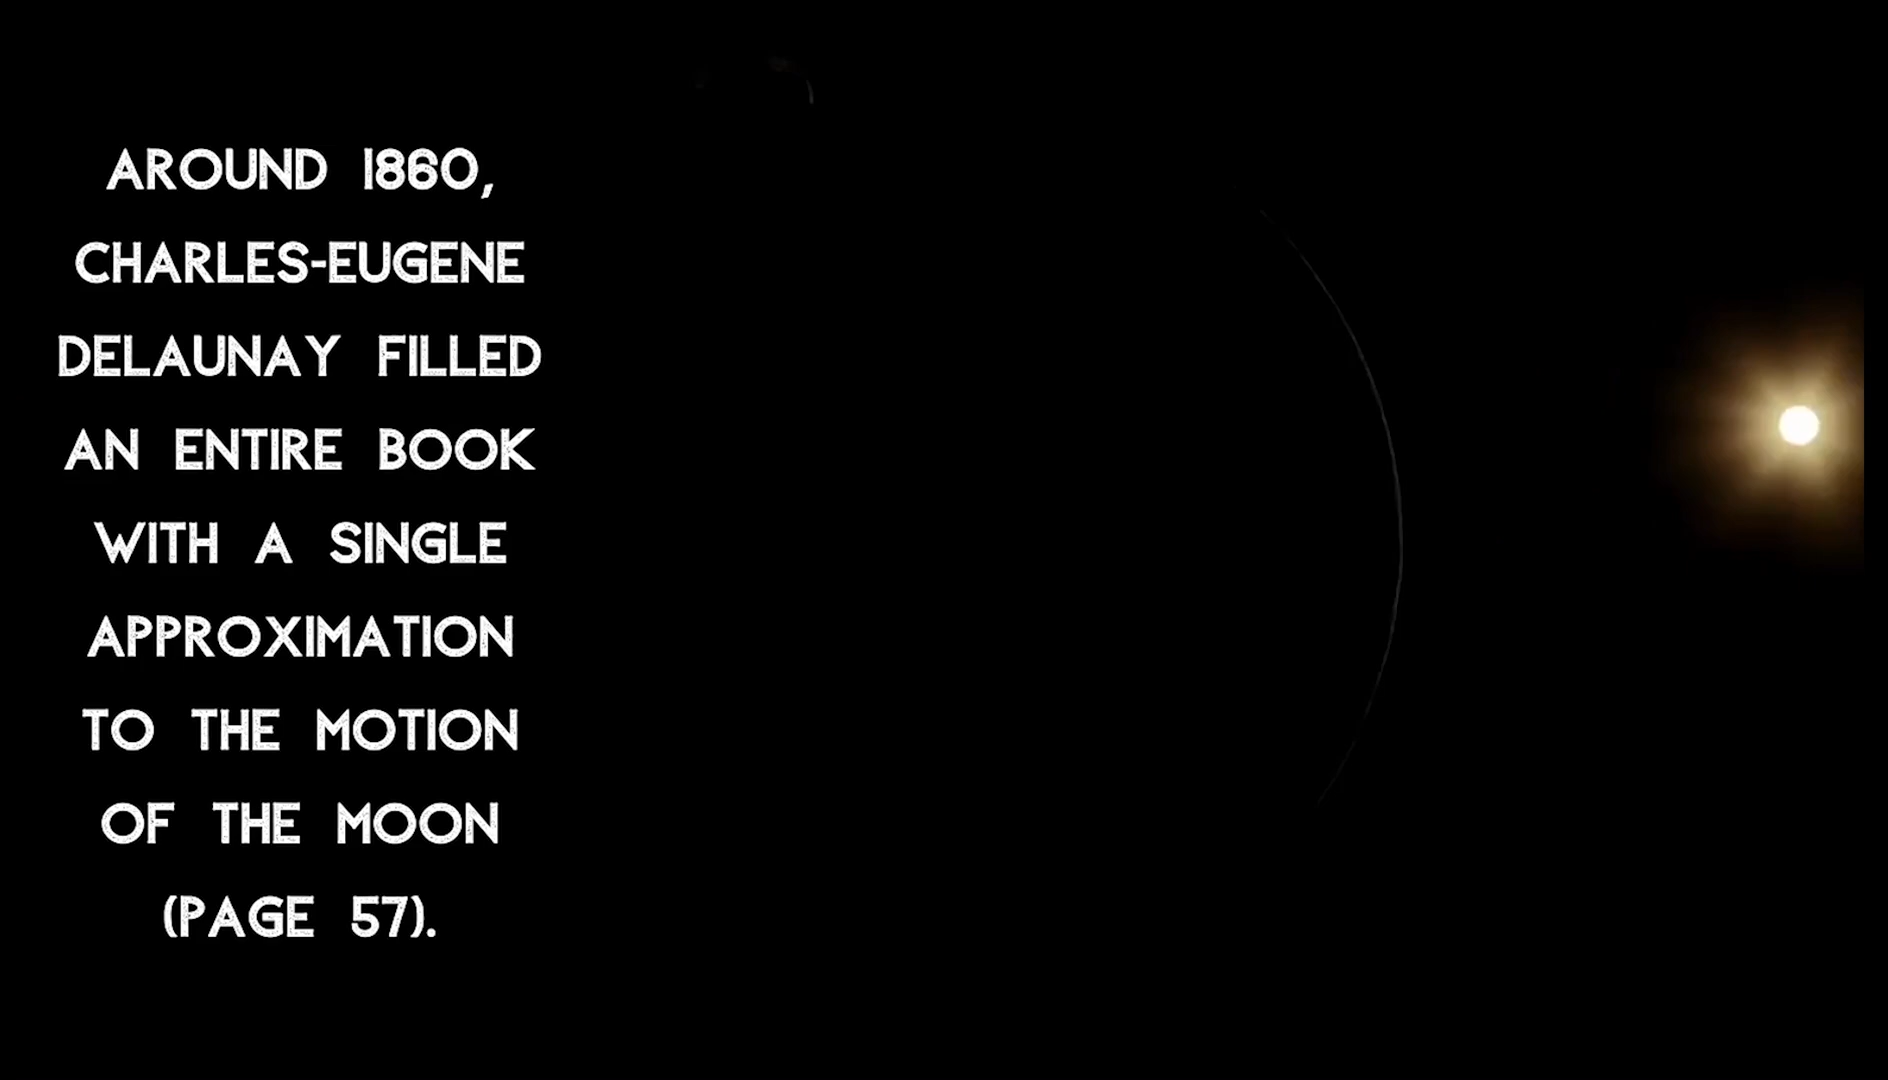 AROUND 1860,
CHARLES-EUGENE
DELAUNAY FILLED
AN ENTIRE BOOK
WITH A SINGLE
APPROXIMATION
TO THE MOTION
OF THE MOON
(PAGE 57).